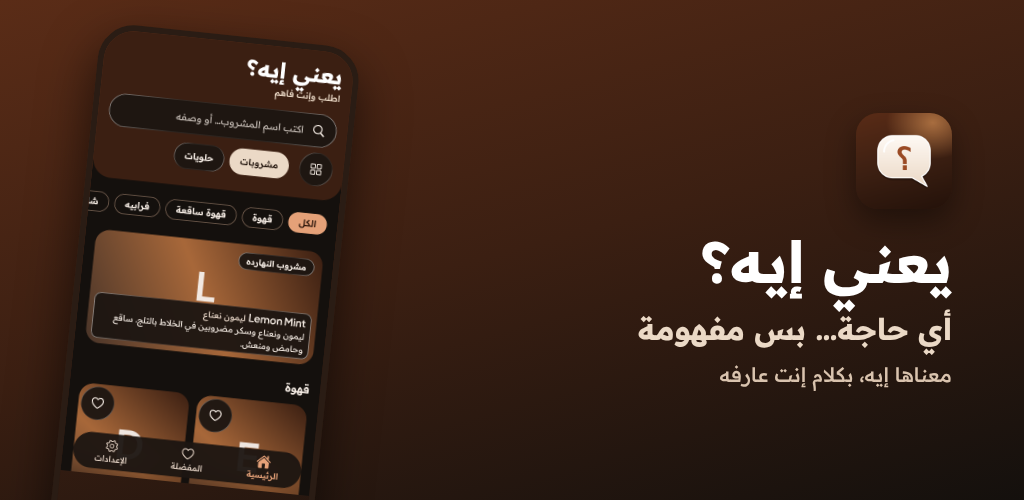 ؟
يعني إيه؟
أي حاجة... بس مفهومة
معناها إيه، بكلام إنت عارفه
يعني إيه؟
اطلب وإنت فاهم
اكتب اسم المشروب... أو وصفه
مشروبات
حلويات
الكل
قهوة
قهوة ساقعة
فرابيه
مشروب النهارده
L
Lemon Mint ليمون نعناع
ليمون ونعناع وسكر مضروبين في الخلاط بالتلج. ساقع
وحامض ومنعش.
قهوة
الرئيسية
المفضلة
الإعدادات